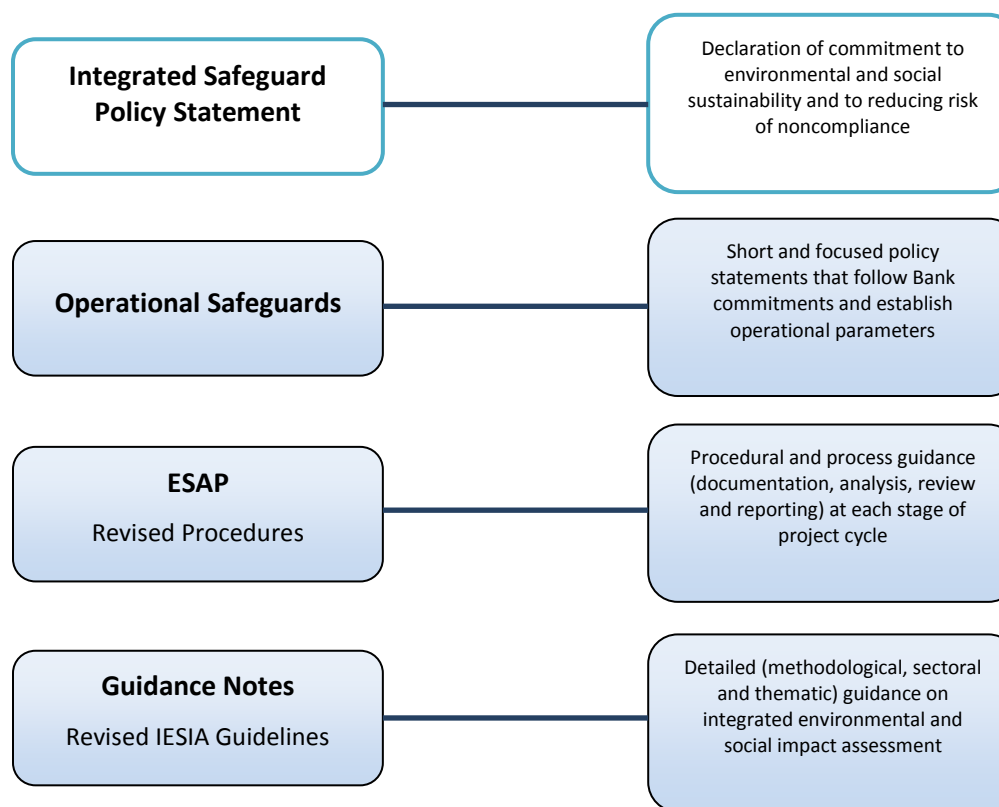 Integrated Safeguard
Policy Statement
Declaration of commitment to
environmental and social
sustainability and to reducing risk
of noncompliance
Operational Safeguards
Short and focused policy
statements that follow Bank
commitments and establish
operational parameters
ESAP
Revised Procedures
Procedural and process guidance
(documentation, analysis, review
and reporting) at each stage of
project cycle
Guidance Notes
Revised IESIA Guidelines
Detailed (methodological, sectoral
and thematic) guidance on
integrated environmental and
social impact assessment